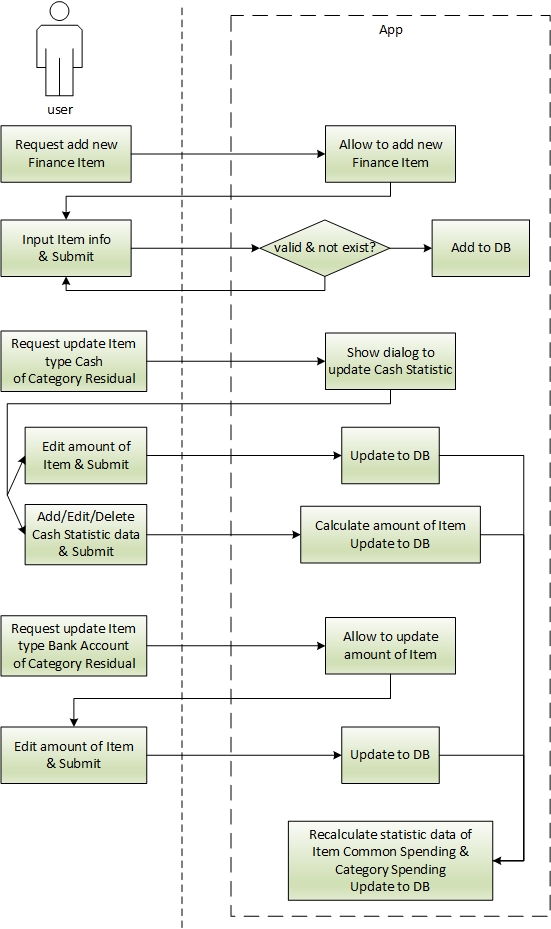 App
user
Request add new
Finance Item
Allow to add new
Finance Item
Input Item info
& Submit
valid & not exist?
Add to DB
Request update Item
type Cash
of Category Residual
Show dialog to
update Cash Statistic
Edit amount of
Item & Submit
Update to DB
Add/Edit/Delete
Cash Statistic data
& Submit
Calculate amount of Item
Update to DB
Request update Item
type Bank Account
of Category Residual
Allow to update
amount of Item
Edit amount of Item
& Submit
Update to DB
Recalculate statistic data of
Item Common Spending &
Category Spending
Update to DB